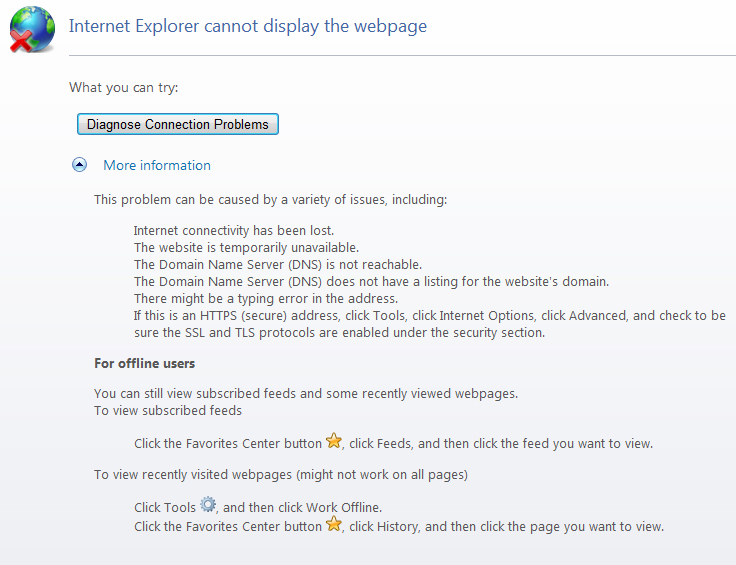 Internet Explorer cannot display the webpage
What you can try:
Diagnose Connection Problems
More information
This problem can be caused by a variety of issues, including:
Internet connectivity has been lost.
The website is temporarily unavailable.
The Domain Name Server (DNS) is not reachable.
The Domain Name Server (DNS) does not have a listing for the website's domain.
There might be a typing error in the address.
If this is an HTTPS (secure) address, click Tools, click Internet Options, click Advanced, and check to be
sure the SSL and TLS protocols are enabled under the security section.
For offline users
You can still view subscribed feeds and some recently viewed webpages.
To view subscribed feeds
Click the Favorites Center button , click Feeds, and then click the feed you want to view.
To view recently visited webpages (might not work on all pages)
Click Tools , and then click Work Offline.
Click the Favorites Center button , click History, and then click the page you want to view.